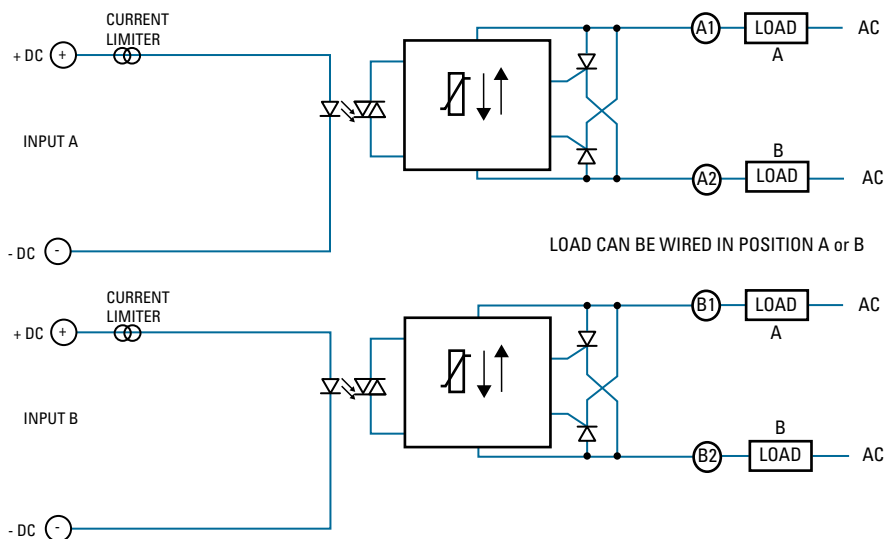 CURRENT
LIMITER
+ DC +
A1 LOAD AC
A
INPUT A
B
A2 LOAD AC
- DC -
LOAD CAN BE WIRED IN POSITION A or B
CURRENT
LIMITER
+ DC +
B1 LOAD AC
A
INPUT B
B
B2 LOAD AC
- DC -